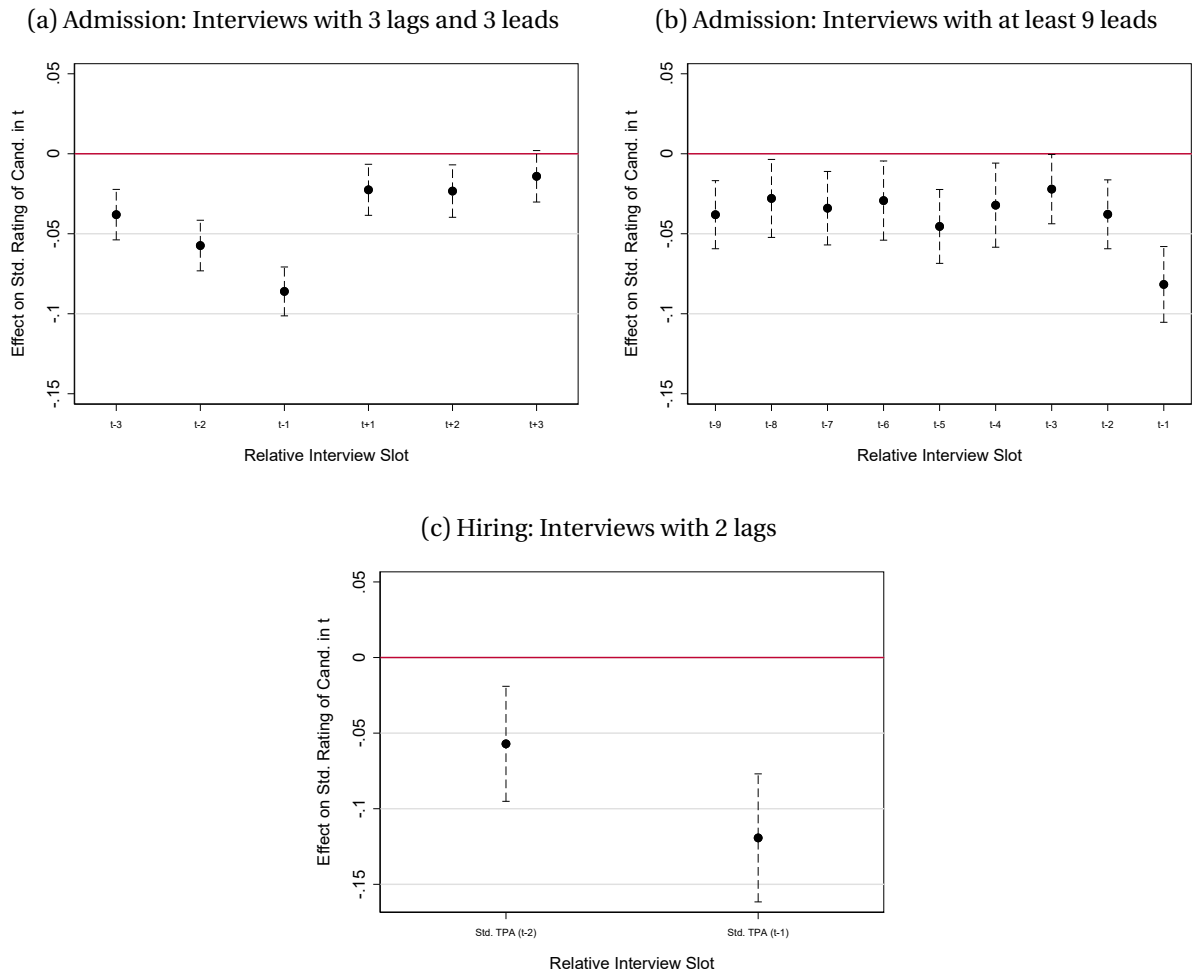 (a) Admission: Interviews with 3 lags and 3 leads
Effect on Std. Rating of Cand. in t
.05
0
-.05
-.1
-.15
t-3 t-2 t-1 t+1 t+2 t+3
Relative Interview Slot
(b) Admission: Interviews with at least 9 leads
Effect on Std. Rating of Cand. in t
.05
0
-.05
-.1
-.15
t-9 t-8 t-7 t-6 t-5 t-4 t-3 t-2 t-1
Relative Interview Slot
(c) Hiring: Interviews with 2 lags
Effect on Std. Rating of Cand. in t
.05
0
-.05
-.1
-.15
Std. TPA (t-2) Std. TPA (t-1)
Relative Interview Slot